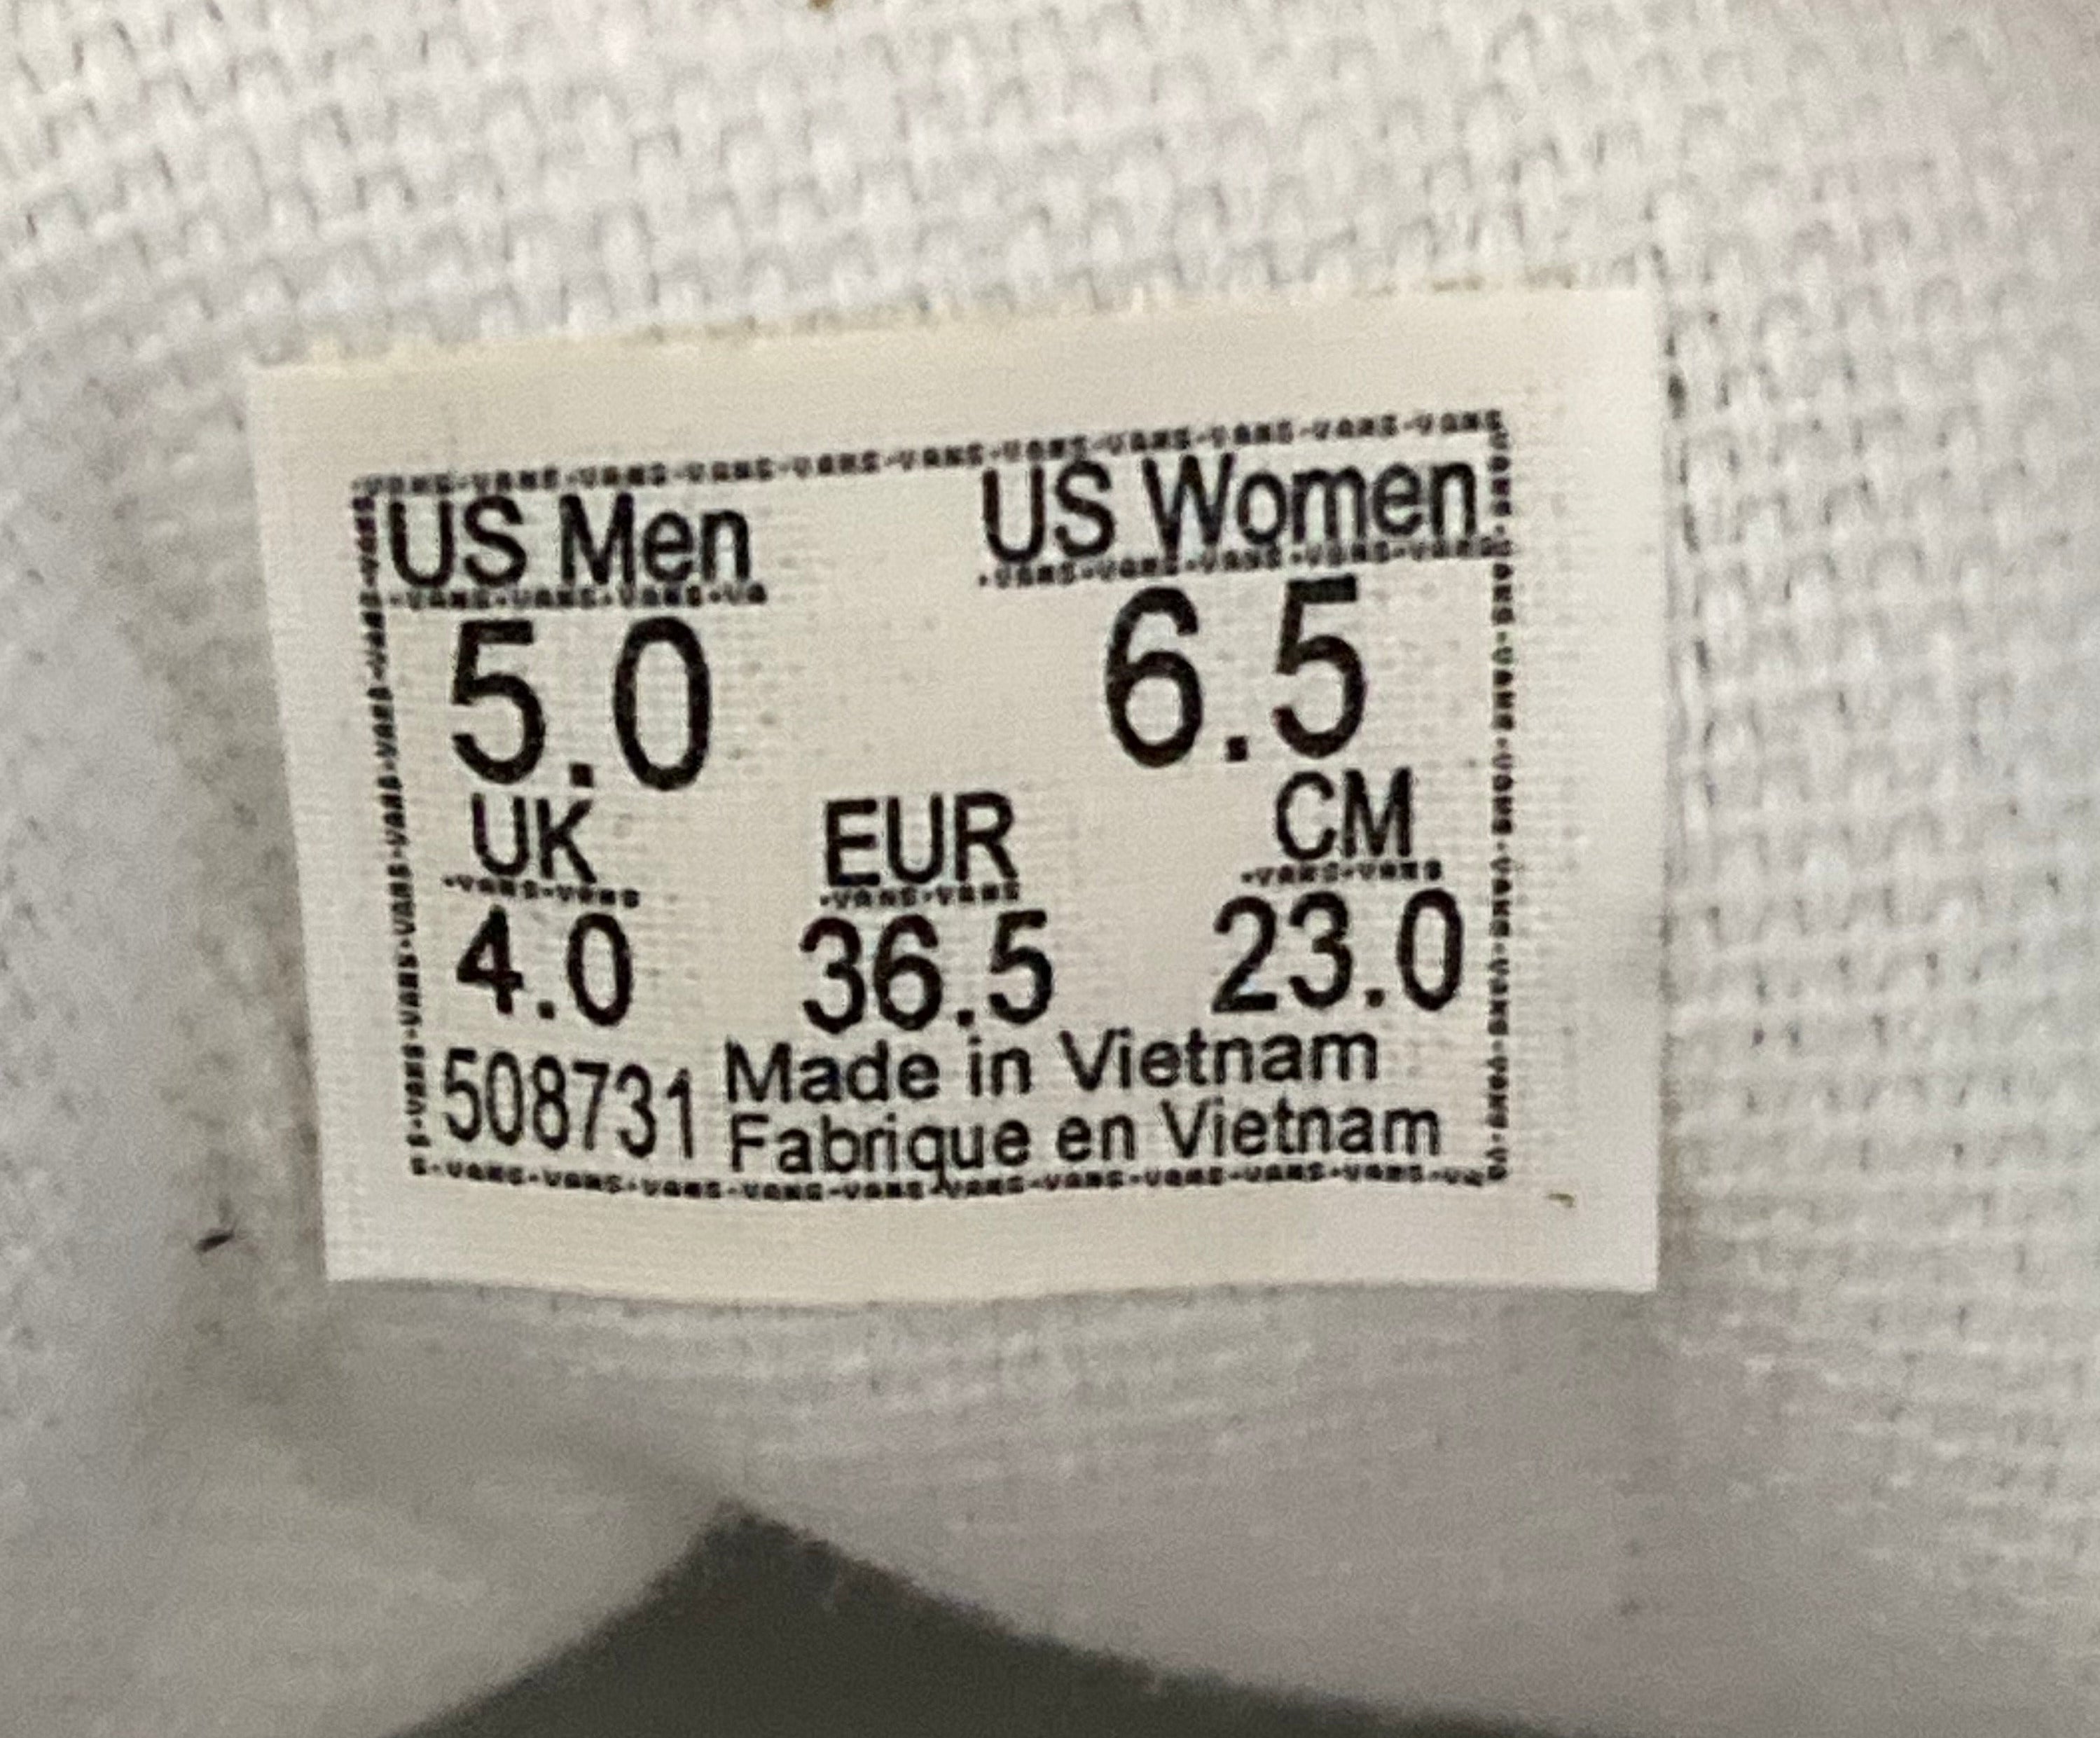 US Men US Women
5.0 6.5
UK EUR CM
4.0 36.5 23.0
508731 Made in Vietnam
Fabrique en Vietnam